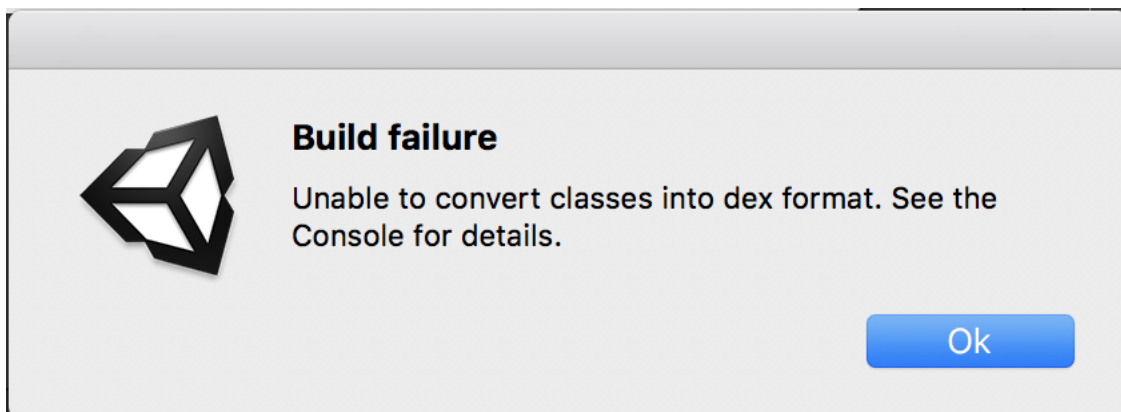 Build failure
Unable to convert classes into dex format. See the
Console for details.
Ok